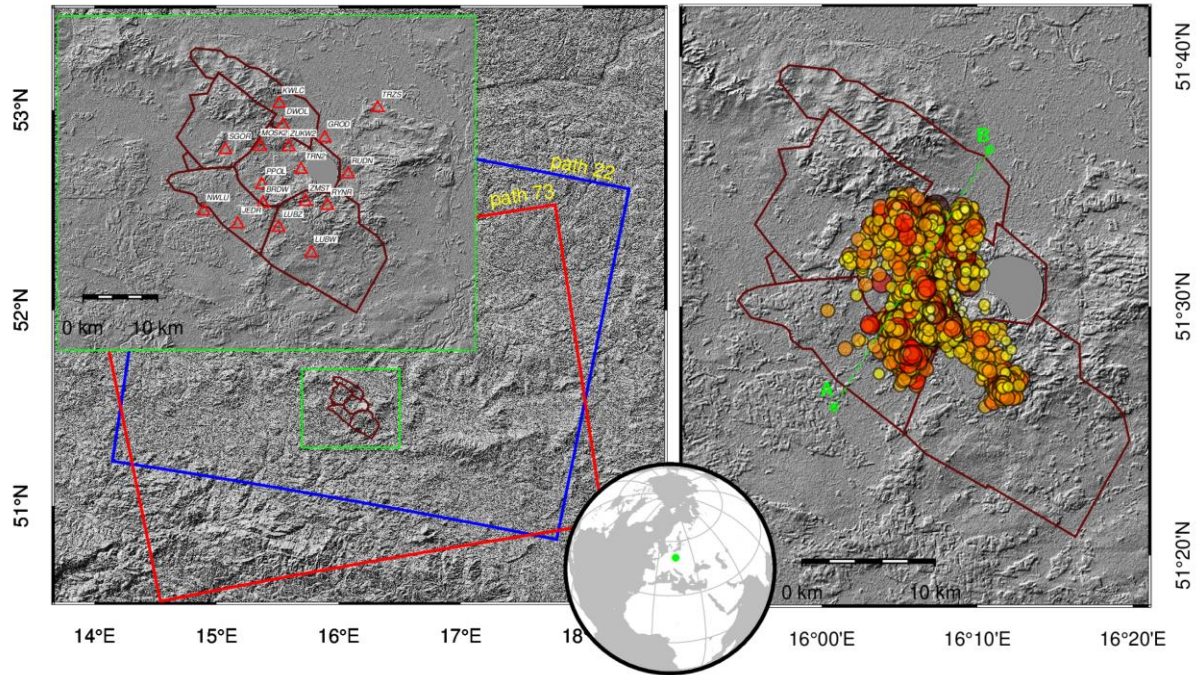 KWLC
TRZS
DWOL
SGOR
MOSK2
ZUKW2
GROD
TRN2
RUDN
PPOL
NWLU
BRDW
ZMST
RYNR
JEDR
LUBZ
LUBW
0 km 10 km
path 22
path 73
53°N
52°N
51°N
14°E 15°E 16°E 17°E 18°
A
B
0 km 10 km
51°40'N
51°30'N
51°20'N
16°00'E 16°10'E 16°20'E